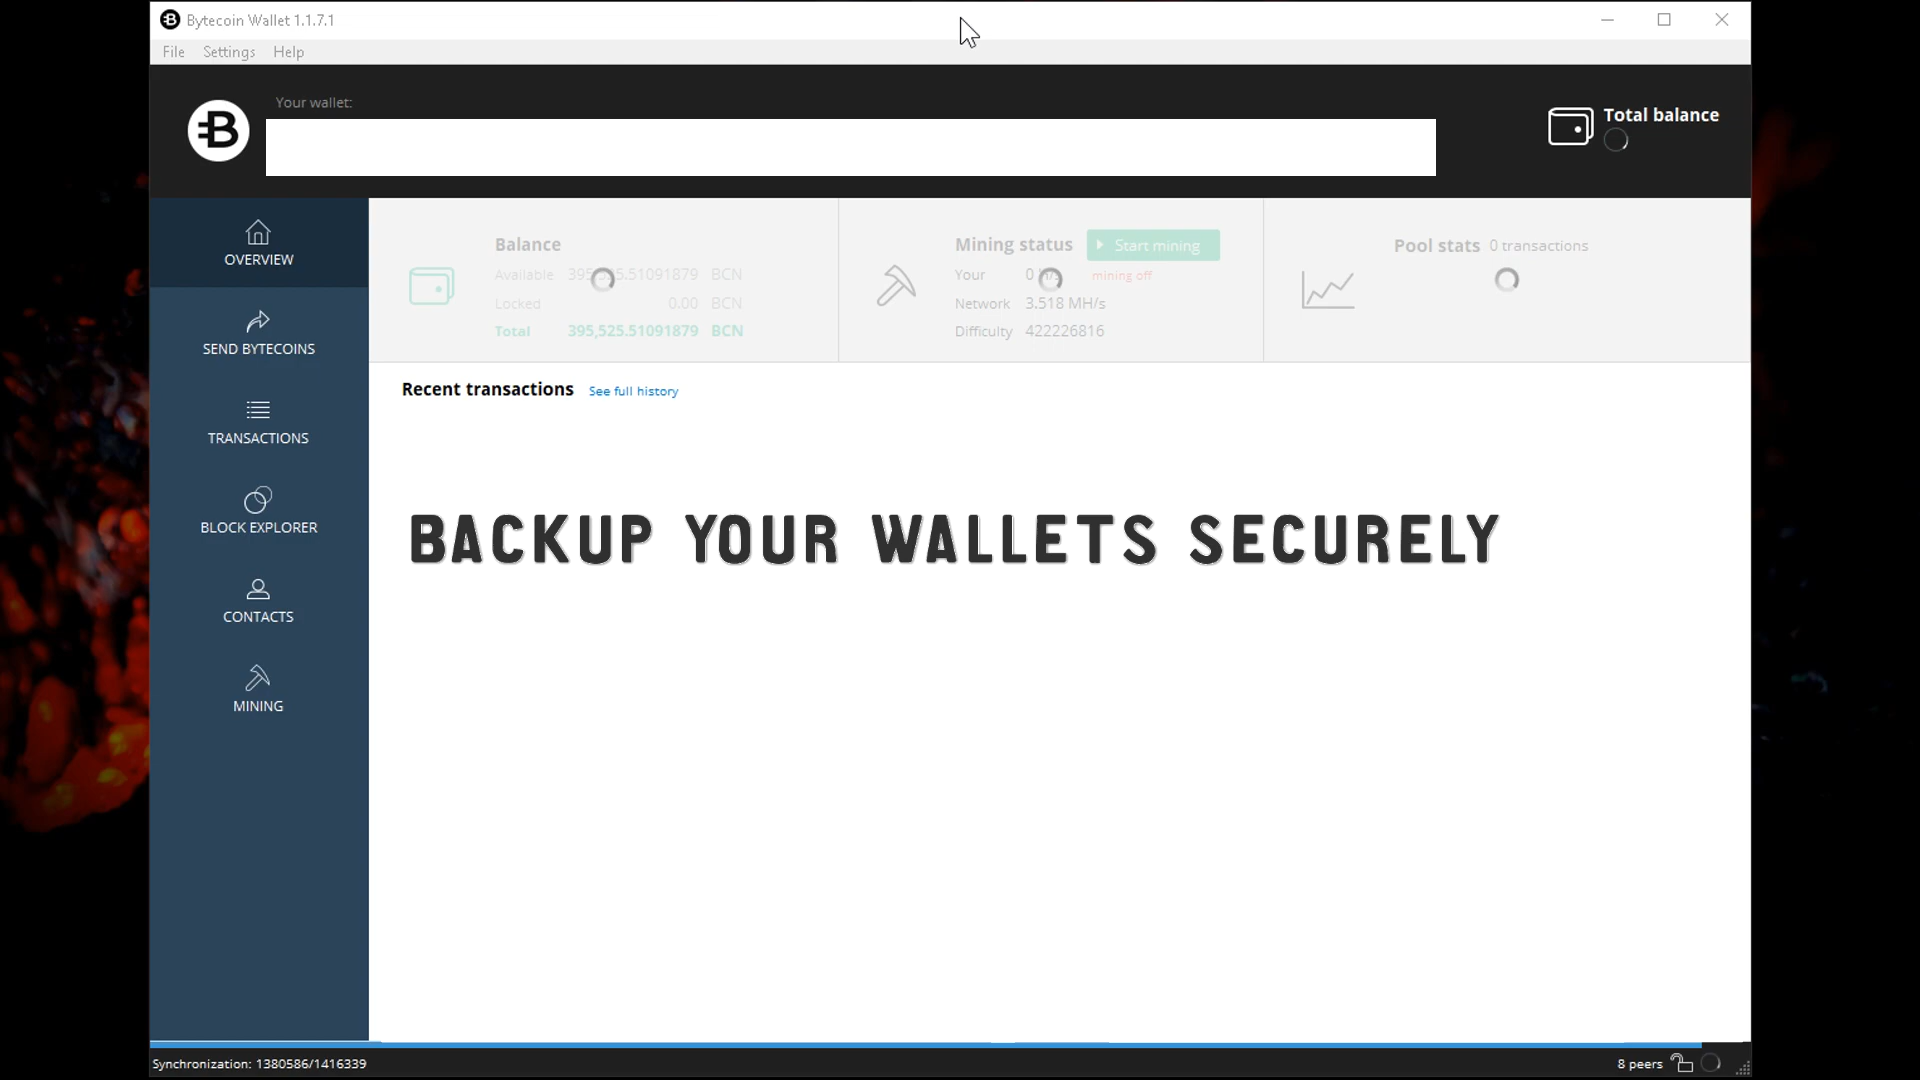 Bytecoin Wallet 1.1.7.1
File Settings Help
Your wallet:
Total balance
OVERVIEW
SEND BYTECOINS
TRANSACTIONS
BLOCK EXPLORER
CONTACTS
MINING
Balance
Available 395,525.51091879 BCN
Locked 0.00 BCN
Total 395,525.51091879 BCN
Mining status Start mining
Your 0 H/s mining off
Network 3.518 MH/s
Difficulty 422226816
Pool stats 0 transactions
Recent transactions See full history
BACKUP YOUR WALLETS SECURELY
Synchronization: 1380586/1416339
8 peers